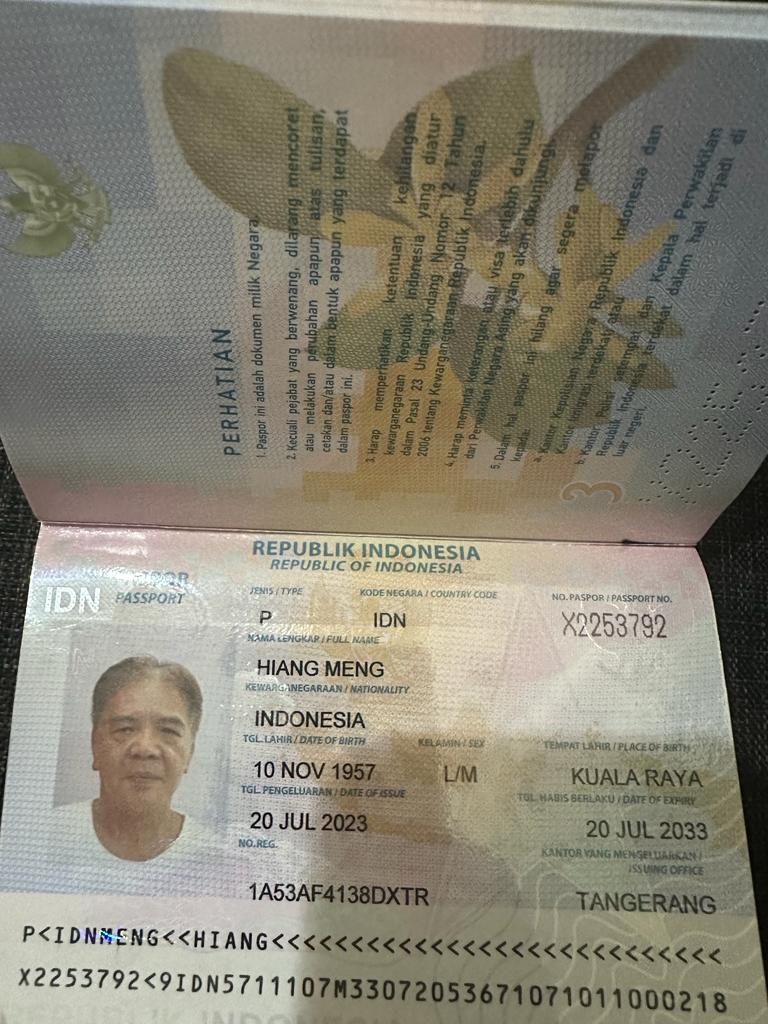 PERHATIAN
1. Paspor ini adalah dokumen milik Negara.
2. Kecuali pejabat yang berwenang, dilarang mencoret
atau melakukan perubahan apapun atas tulisan,
cetakan dan/atau dalam bentuk apapun yang terdapat
dalam paspor ini.
3. Harap memperhatikan ketentuan kehilangan
kewarganegaraan Republik Indonesia yang diatur
dalam Pasal 23 Undang-Undang Nomor 12 Tahun
2006 tentang Kewarganegaraan Republik Indonesia.
4. Harap meminta keterangan atau visa terlebih dahulu
dari Perwakilan Negara Asing yang akan dikunjungi.
5. Dalam hal paspor ini hilang agar segera melapor
kepada:
a. Kantor Kepolisian Negara Republik Indonesia dan
Kantor Imigrasi terdekat; atau
b. Kantor Polisi setempat dan Kepala Perwakilan
Republik Indonesia terdekat dalam hal terjadi di
luar negeri.
3
REPUBLIK INDONESIA
REPUBLIC OF INDONESIA
IDN
PASSPORT
JENIS / TYPE KODE NEGARA / COUNTRY CODE NO. PASPOR / PASSPORT NO.
P IDN X2253792
NAMA LENGKAP / FULL NAME
HIANG MENG
KEWARGANEGARAAN / NATIONALITY
INDONESIA
TGL. LAHIR / DATE OF BIRTH KELAMIN / SEX TEMPAT LAHIR / PLACE OF BIRTH
10 NOV 1957 L/M KUALA RAYA
TGL. PENGELUARAN / DATE OF ISSUE TGL. HABIS BERLAKU / DATE OF EXPIRY
20 JUL 2023 20 JUL 2033
NO. REG. KANTOR YANG MENGELUARKAN /
ISSUING OFFICE
1A53AF4138DXTR TANGERANG
P<IDNMENG<<HIANG<<<<<<<<<<<<<<<<<<<<<<<<<<<<
X2253792<9IDN5711107M3307205367107101100​0218